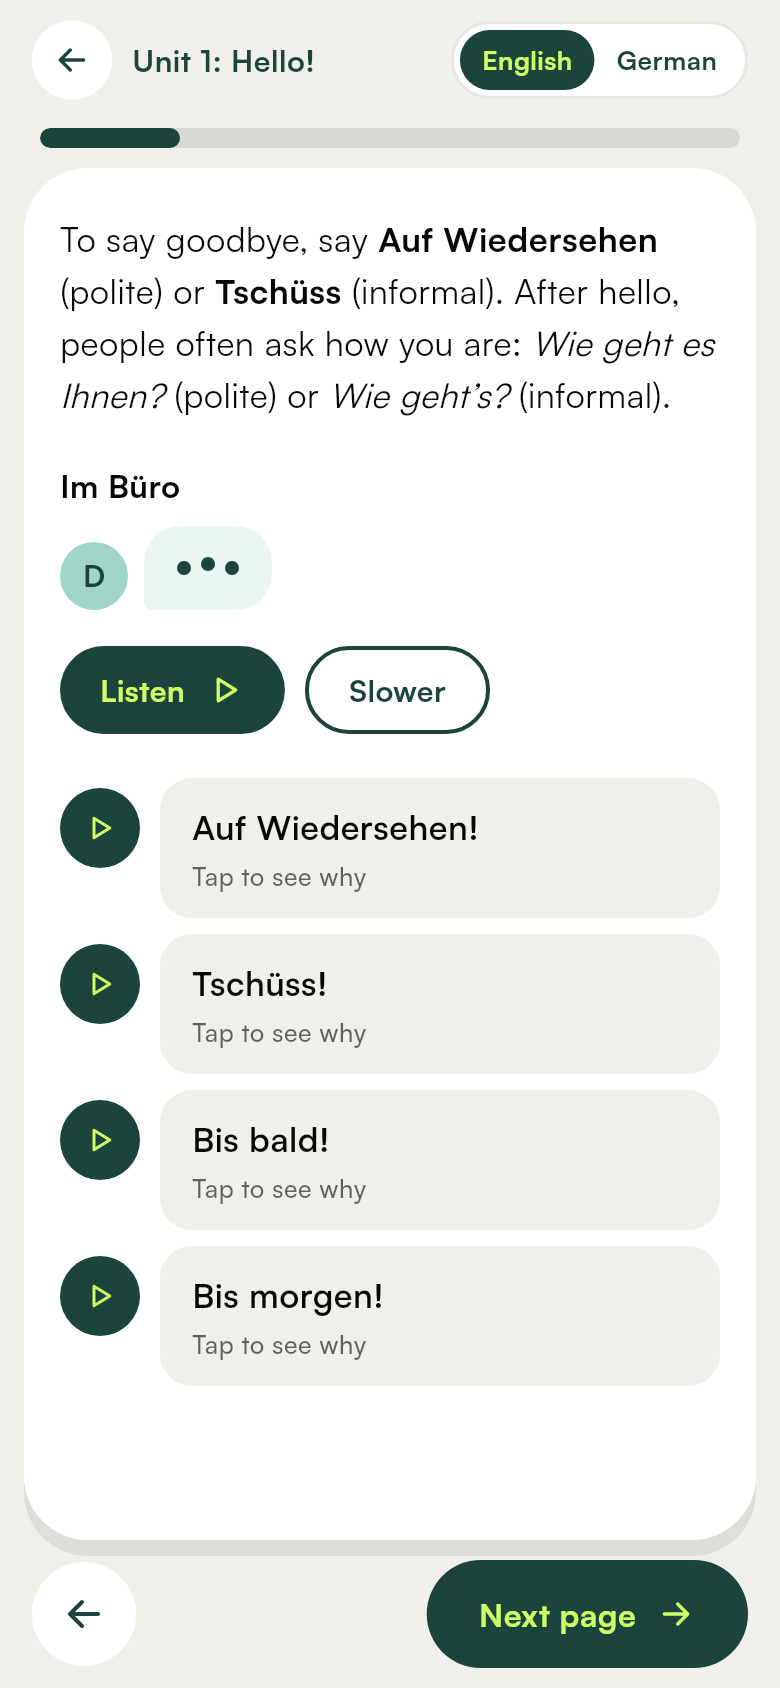 Unit 1: Hello!
English
German
To say goodbye, say Auf Wiedersehen
(polite) or Tschüss (informal). After hello,
people often ask how you are: Wie geht es
Ihnen? (polite) or Wie geht’s? (informal).
Im Büro
D
Listen
Slower
Auf Wiedersehen!
Tap to see why
Tschüss!
Tap to see why
Bis bald!
Tap to see why
Bis morgen!
Tap to see why
Next page